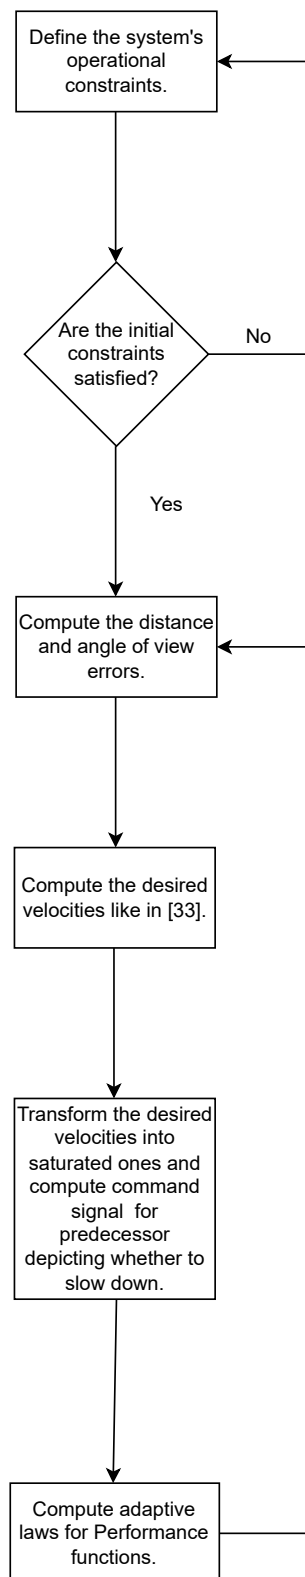 Define the system's
operational
constraints.
Are the initial
constraints
satisfied?
No
Yes
Compute the distance
and angle of view
errors.
Compute the desired
velocities like in [33].
Transform the desired
velocities into
saturated ones and
compute command
signal for
predecessor
depicting whether to
slow down.
Compute adaptive
laws for Performance
functions.